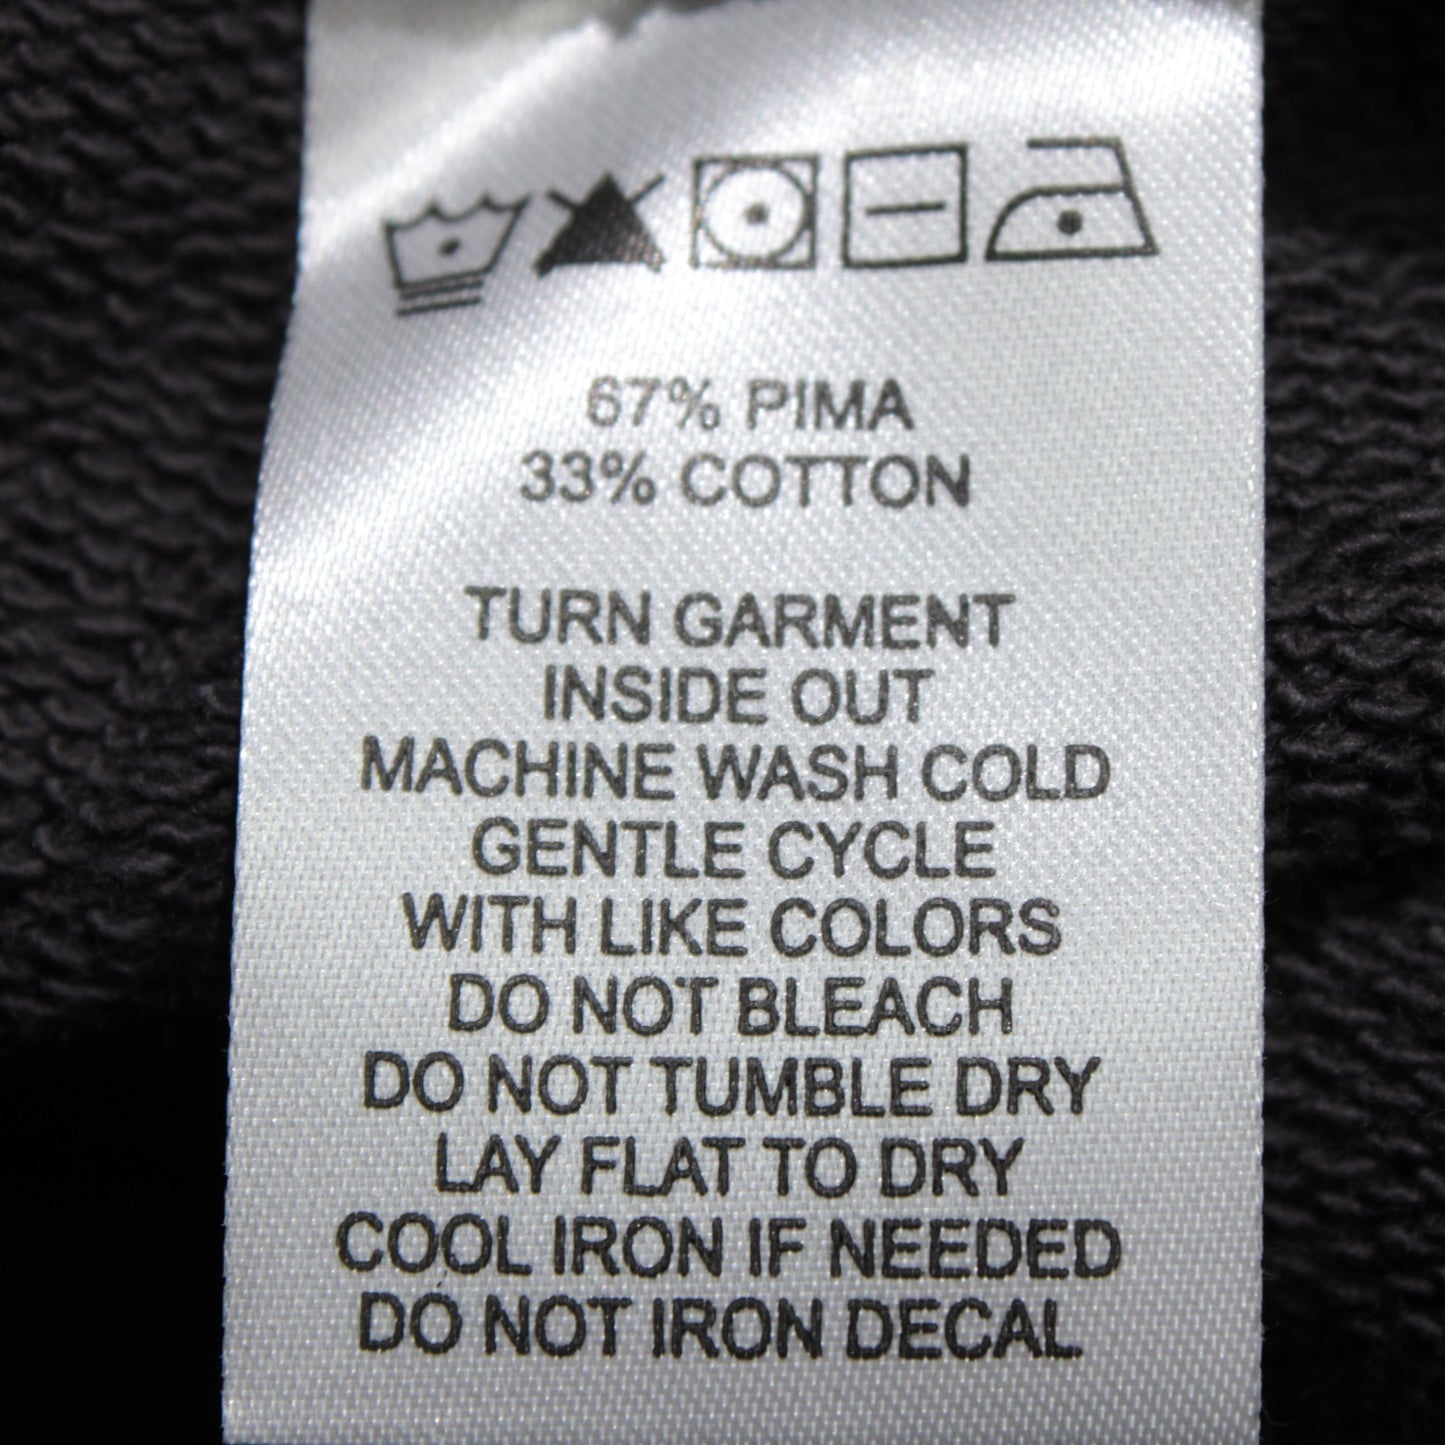 67% PIMA
33% COTTON
TURN GARMENT
INSIDE OUT
MACHINE WASH COLD
GENTLE CYCLE
WITH LIKE COLORS
DO NOT BLEACH
DO NOT TUMBLE DRY
LAY FLAT TO DRY
COOL IRON IF NEEDED
DO NOT IRON DECAL